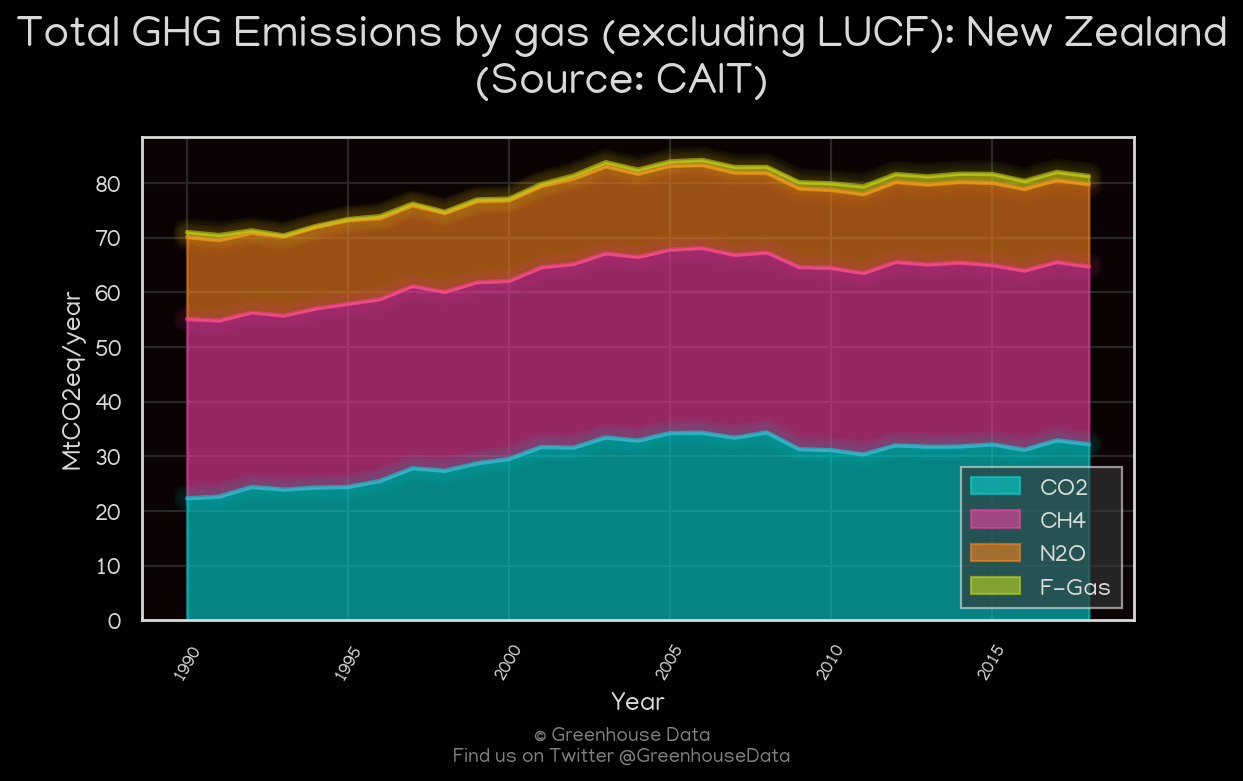 Total GHG Emissions by gas (excluding LUCF): New Zealand
(Source: CAIT)
MtCO2eq/year
80
70
60
50
40
30
20
10
0
CO2
CH4
N2O
F-Gas
1990
1995
2000
2005
2010
2015
Year
© Greenhouse Data
Find us on Twitter @GreenhouseData